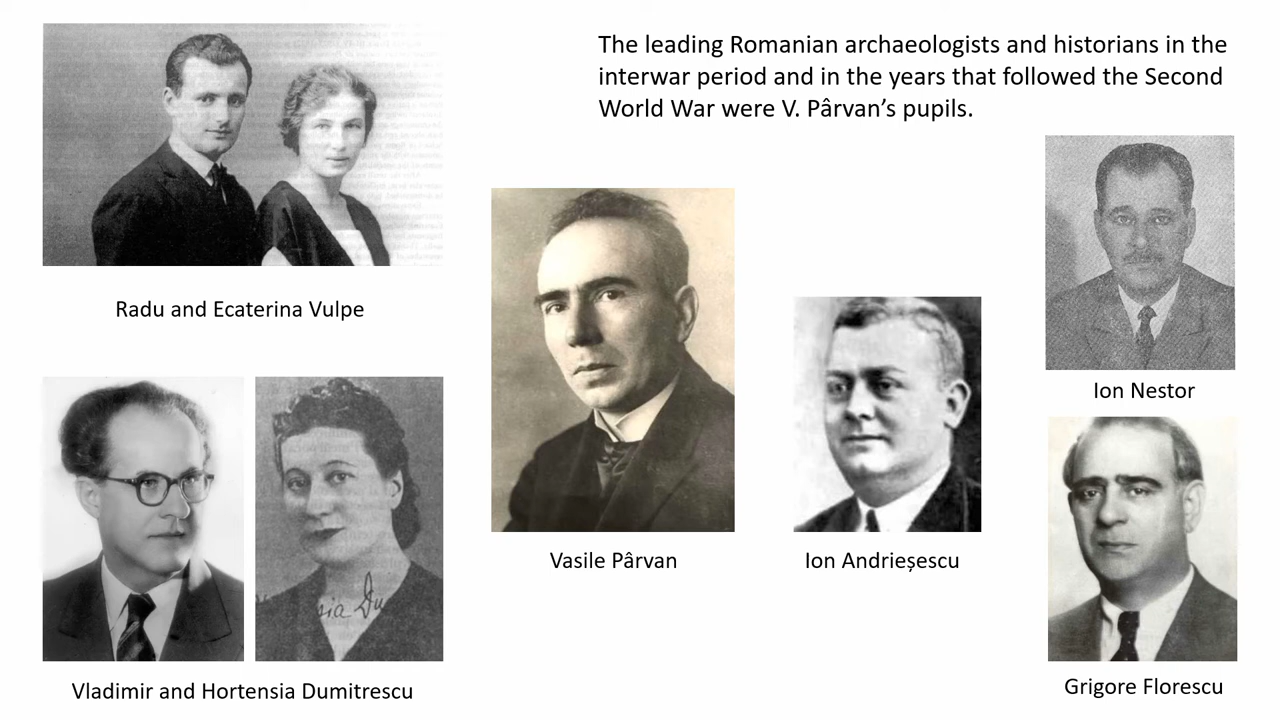 The leading Romanian archaeologists and historians in the
interwar period and in the years that followed the Second
World War were V. Pârvan’s pupils.
Radu and Ecaterina Vulpe
Vasile Pârvan
Ion Andrieșescu
Ion Nestor
Vladimir and Hortensia Dumitrescu
Grigore Florescu